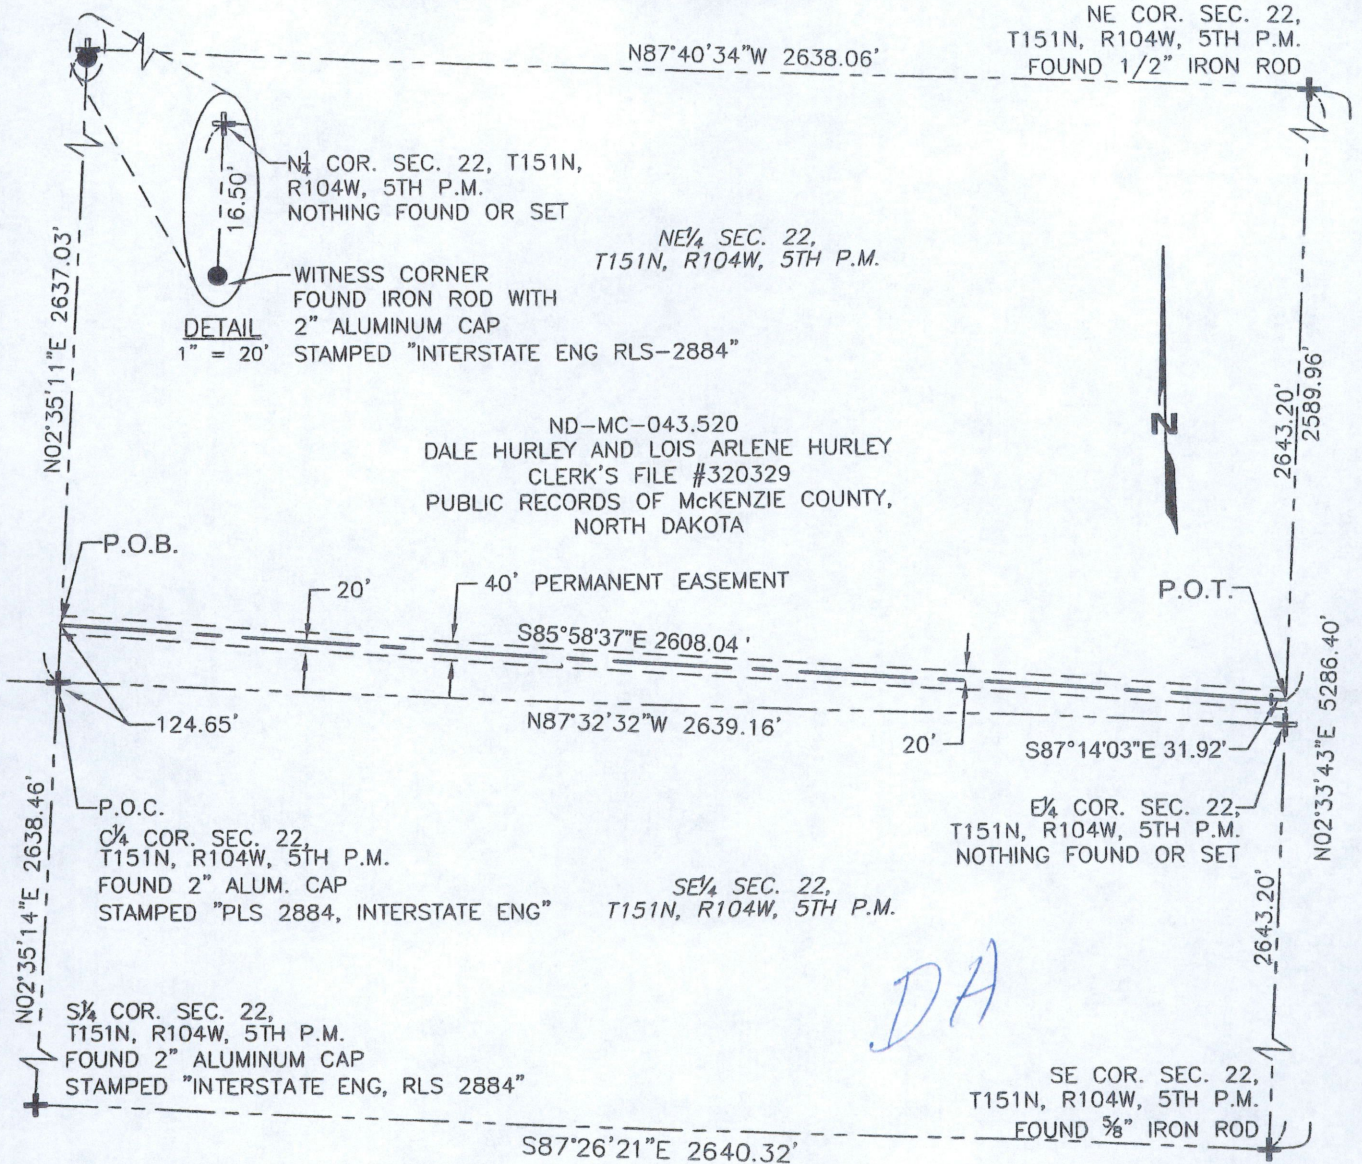 NE COR. SEC. 22,
T151N, R104W, 5TH P.M.
FOUND 1/2" IRON ROD
N87°40'34"W 2638.06'
N¼ COR. SEC. 22, T151N,
R104W, 5TH P.M.
NOTHING FOUND OR SET
16.50'
WITNESS CORNER
FOUND IRON ROD WITH
2" ALUMINUM CAP
STAMPED "INTERSTATE ENG RLS-2884"
DETAIL
1" = 20'
NE¼ SEC. 22,
T151N, R104W, 5TH P.M.
N02°35'11"E 2637.03'
2643.20'
2589.96'
N
ND-MC-043.520
DALE HURLEY AND LOIS ARLENE HURLEY
CLERK'S FILE #320329
PUBLIC RECORDS OF McKENZIE COUNTY,
NORTH DAKOTA
P.O.B.
20'
40' PERMANENT EASEMENT
P.O.T.
S85°58'37"E 2608.04'
124.65'
N87°32'32"W 2639.16'
20'
S87°14'03"E 31.92'
N02°33'43"E 5286.40'
P.O.C.
C¼ COR. SEC. 22,
T151N, R104W, 5TH P.M.
FOUND 2" ALUM. CAP
STAMPED "PLS 2884, INTERSTATE ENG"
E¼ COR. SEC. 22,
T151N, R104W, 5TH P.M.
NOTHING FOUND OR SET
SE¼ SEC. 22,
T151N, R104W, 5TH P.M.
N02°35'14"E 2638.46'
2643.20'
DA
S¼ COR. SEC. 22,
T151N, R104W, 5TH P.M.
FOUND 2" ALUMINUM CAP
STAMPED "INTERSTATE ENG, RLS 2884"
SE COR. SEC. 22,
T151N, R104W, 5TH P.M.
FOUND ⅝" IRON ROD
S87°26'21"E 2640.32'